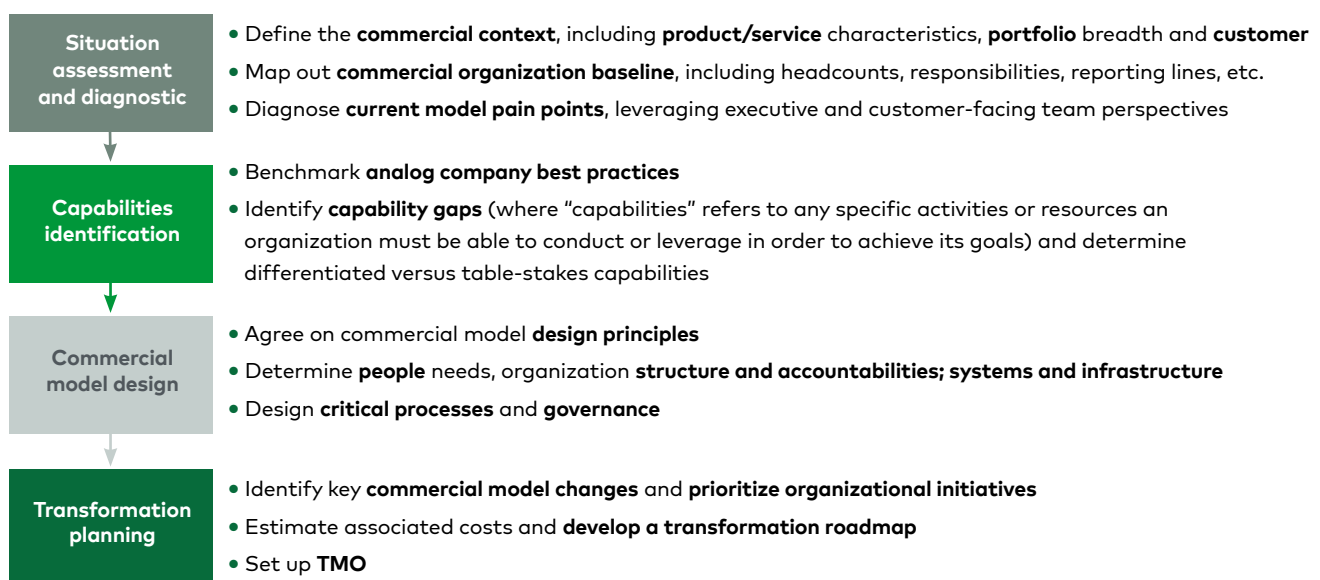 Situation
assessment
and diagnostic
• Define the commercial context, including product/service characteristics, portfolio breadth and customer
• Map out commercial organization baseline, including headcounts, responsibilities, reporting lines, etc.
• Diagnose current model pain points, leveraging executive and customer-facing team perspectives
Capabilities
identification
• Benchmark analog company best practices
• Identify capability gaps (where “capabilities” refers to any specific activities or resources an
organization must be able to conduct or leverage in order to achieve its goals) and determine
differentiated versus table-stakes capabilities
Commercial
model design
• Agree on commercial model design principles
• Determine people needs, organization structure and accountabilities; systems and infrastructure
• Design critical processes and governance
Transformation
planning
• Identify key commercial model changes and prioritize organizational initiatives
• Estimate associated costs and develop a transformation roadmap
• Set up TMO